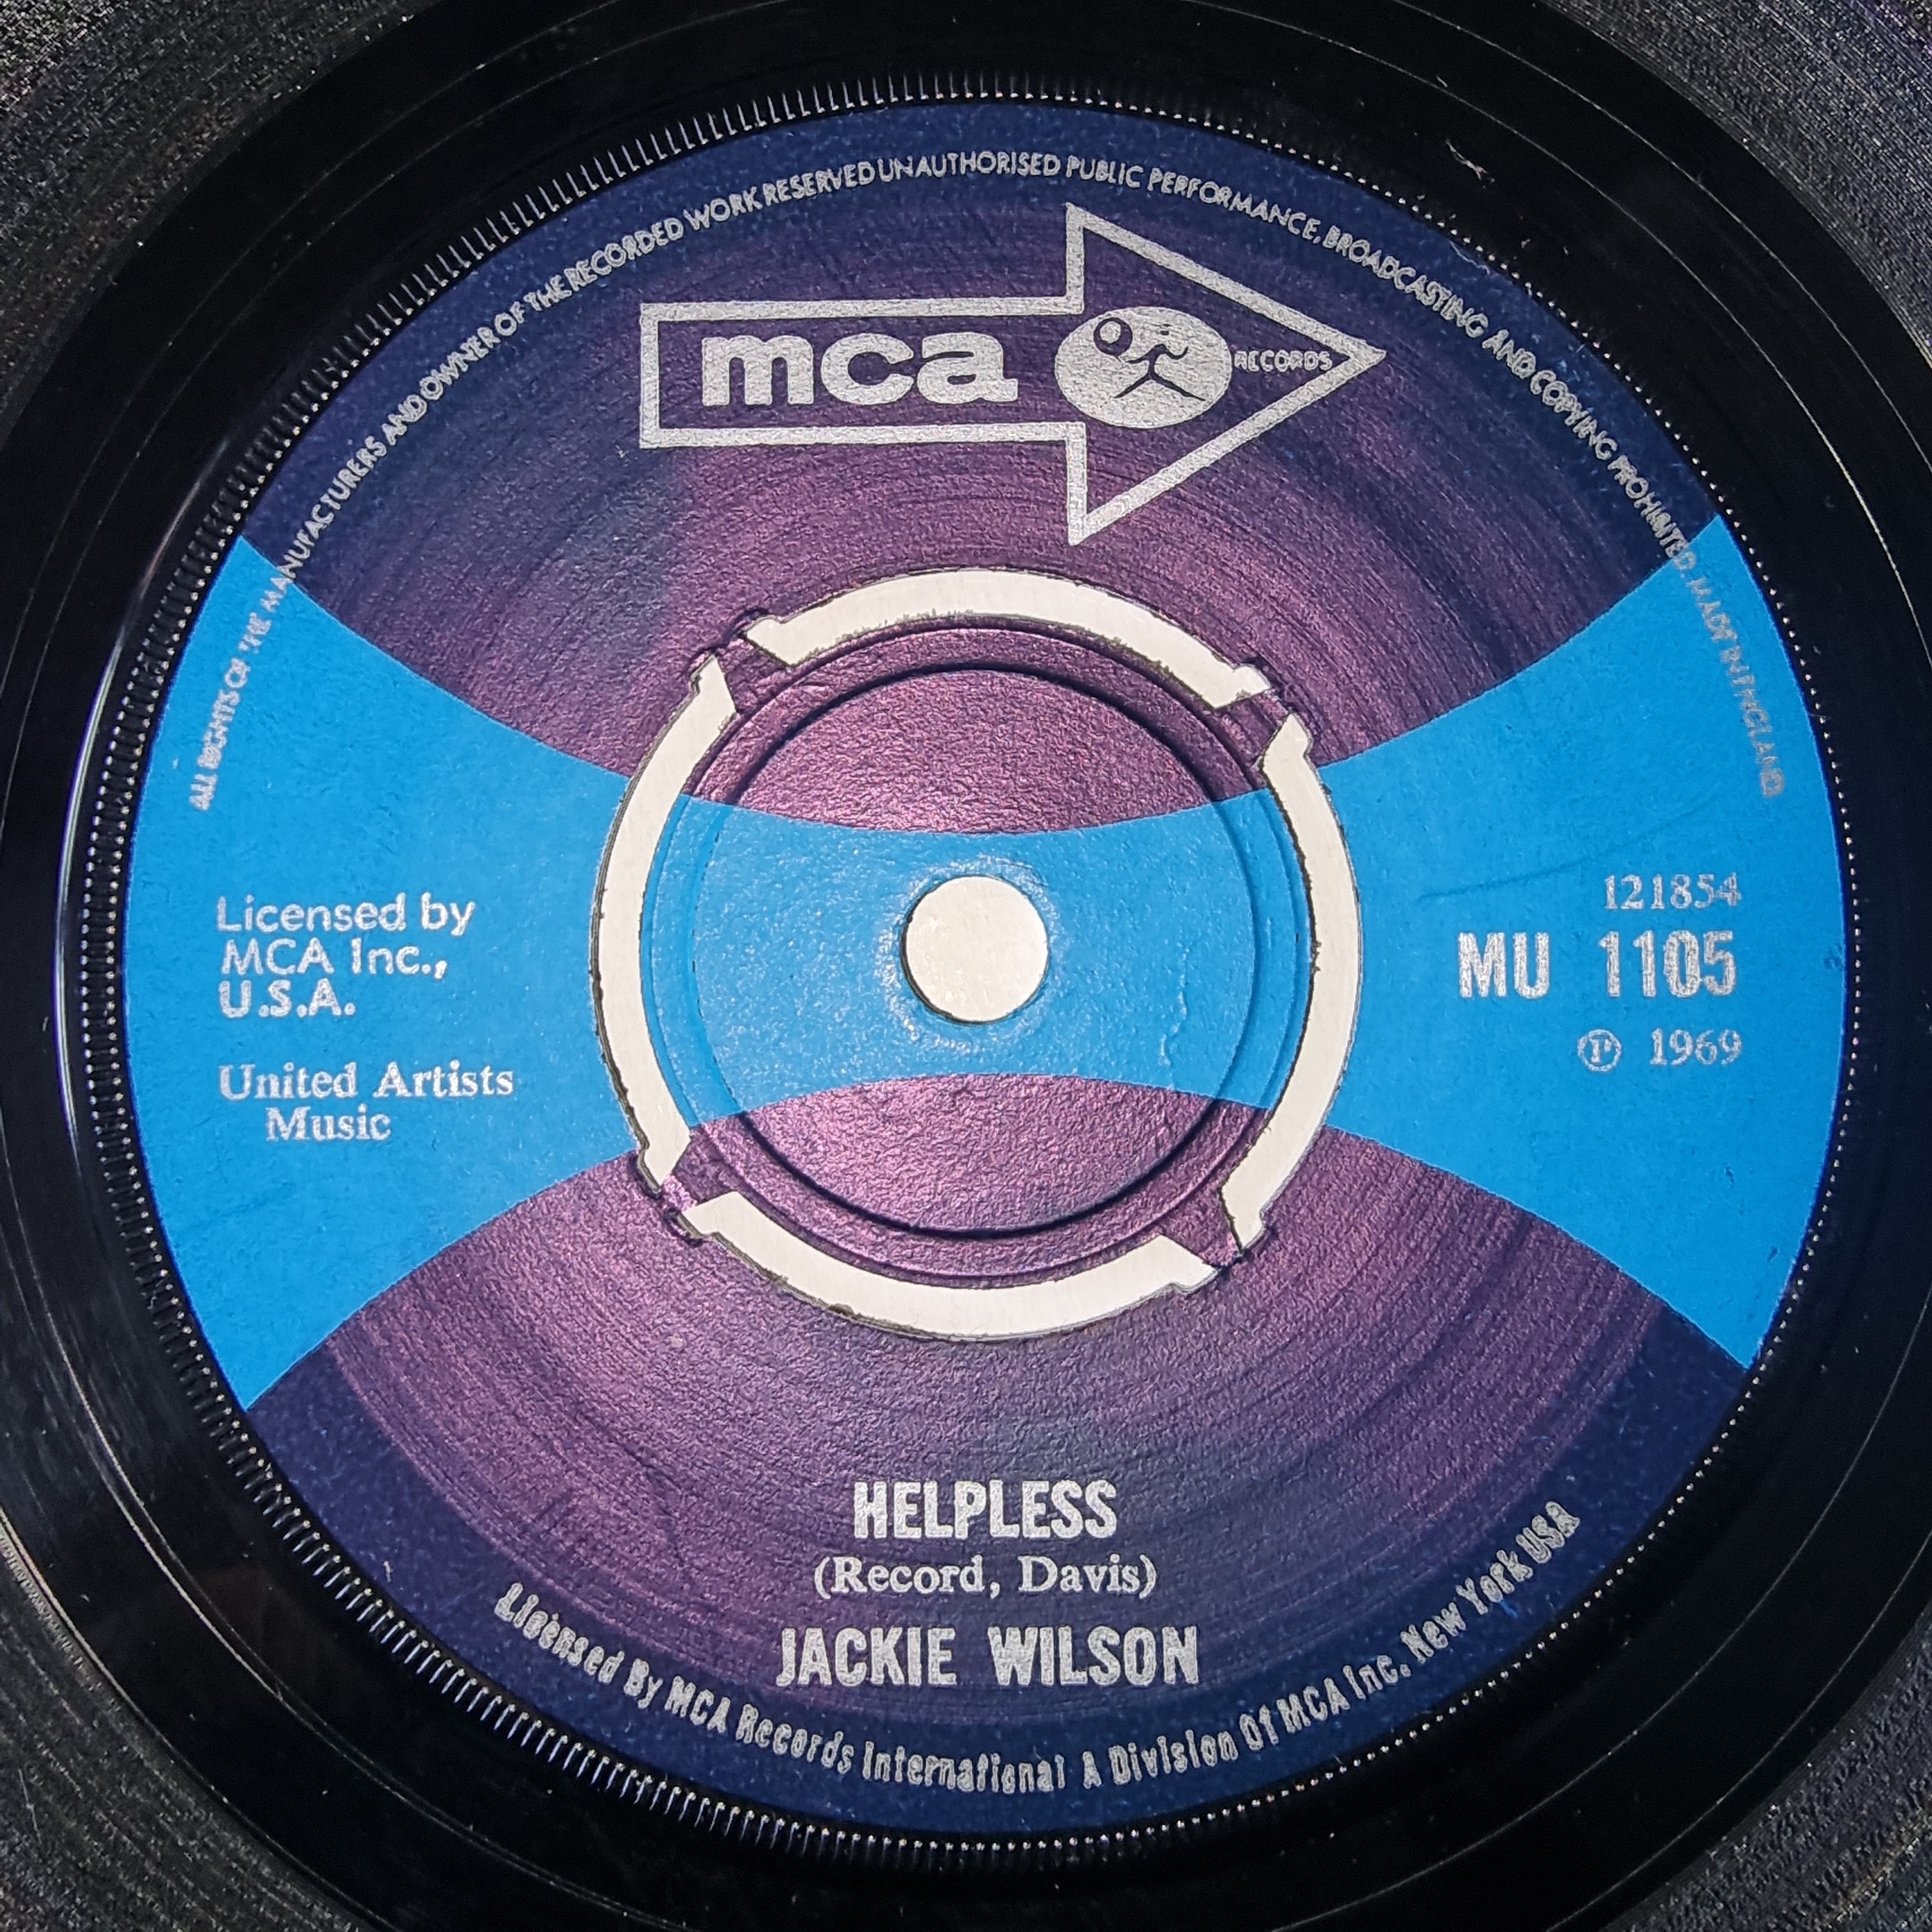 ALL RIGHTS OF THE MANUFACTURERS AND OWNER OF THE RECORDED WORK RESERVED UNAUTHORISED PUBLIC PERFORMANCE, BROADCASTING AND COPYING PROHIBITED. MADE IN ENGLAND
mca RECORDS
Licensed by
MCA Inc.,
U.S.A.
United Artists
Music
121854
MU 1105
Ⓟ 1969
HELPLESS
(Record, Davis)
JACKIE WILSON
Licensed By MCA Records International A Division Of MCA Inc. New York USA